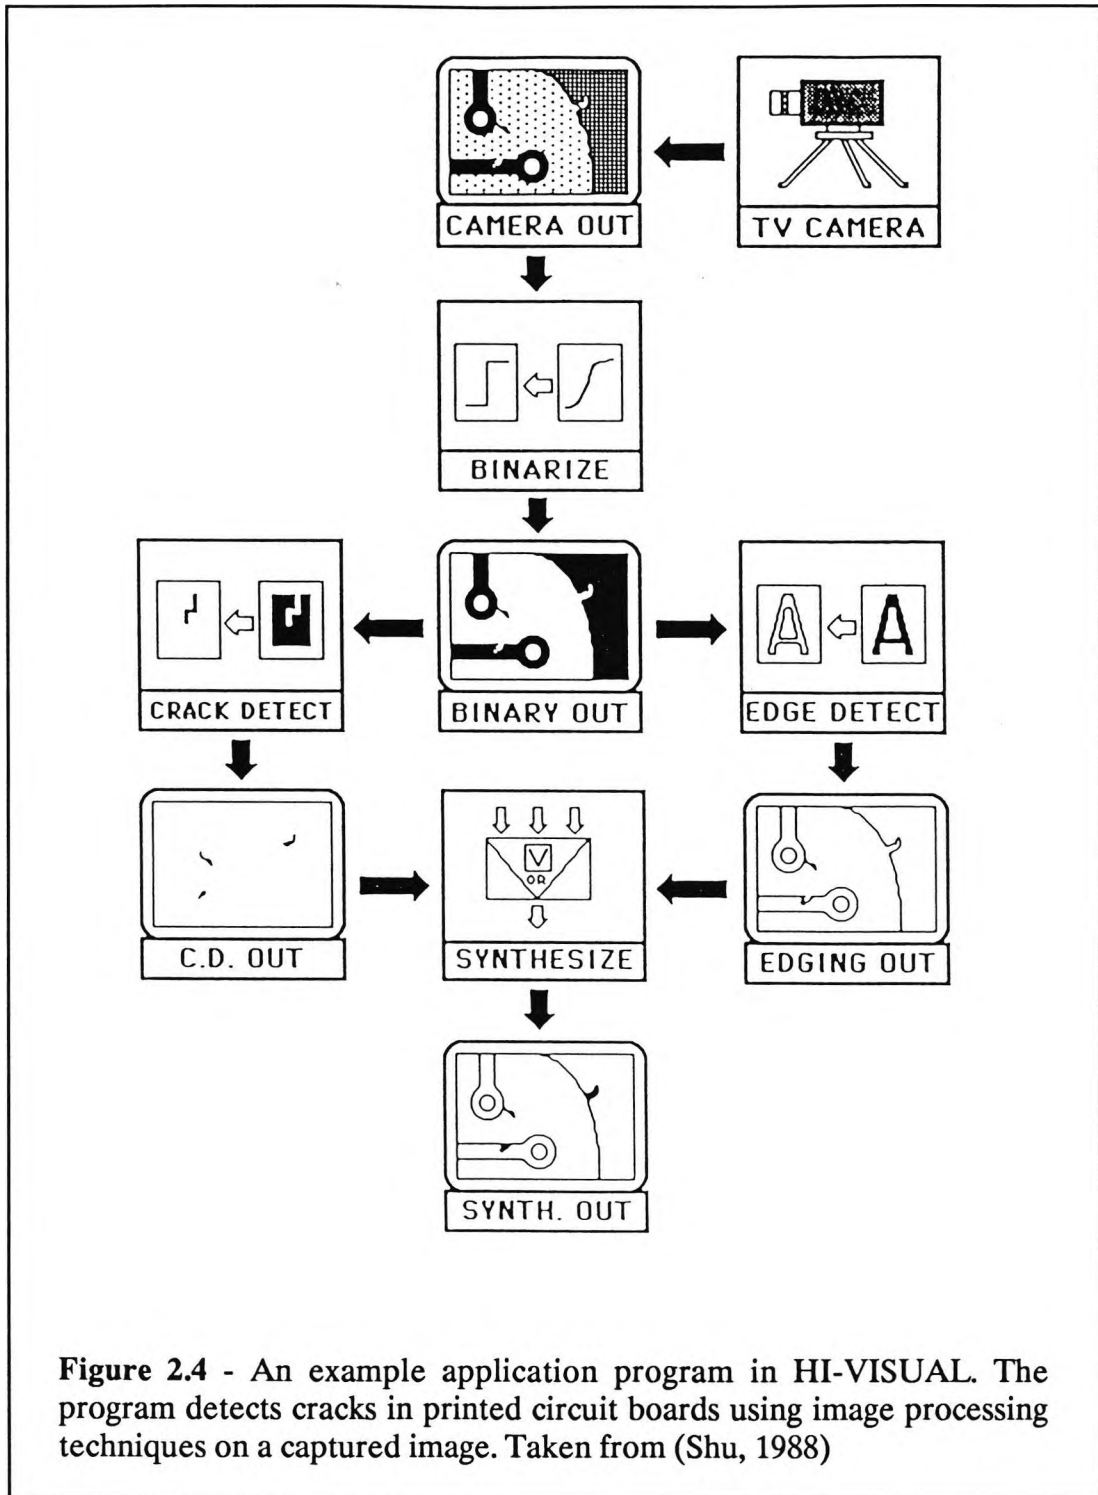 CAMERA OUT
TV CAMERA
BINARIZE
CRACK DETECT
BINARY OUT
EDGE DETECT
A
A
V
OR
C.D. OUT
SYNTHESIZE
EDGING OUT
SYNTH. OUT
Figure 2.4 - An example application program in HI-VISUAL. The
program detects cracks in printed circuit boards using image processing
techniques on a captured image. Taken from (Shu, 1988)